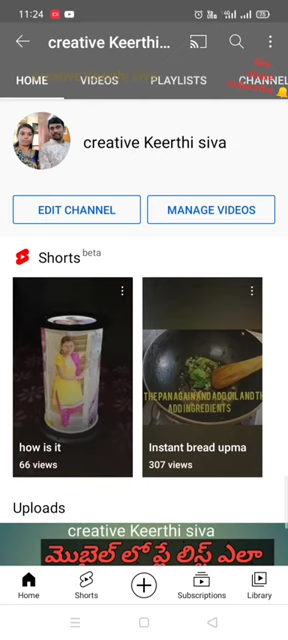 11:24
creative Keerthi...
HOME
VIDEOS
PLAYLISTS
CHANNEL
creative Keerthi siva
EDIT CHANNEL
MANAGE VIDEOS
Shorts beta
how is it
66 views
THE PAN AGAIN AND ADD OIL AND TH
ADD INGREDIENTS
Instant bread upma
307 views
Uploads
creative Keerthi siva
మొబైల్ లో ప్లే లిస్ట్ ఎలా
Home
Shorts
Subscriptions
Library